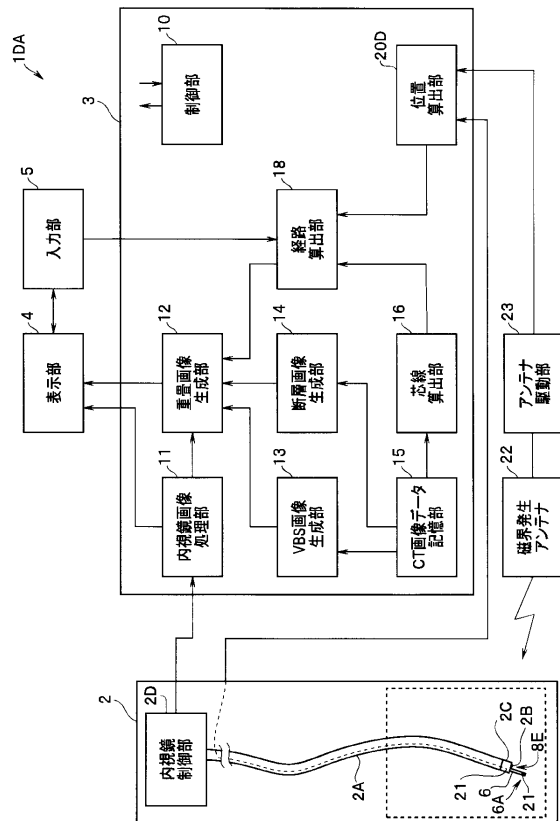 1DA
3
10
制御部
20D
位置
算出部
5
入力部
18
経路
算出部
4
表示部
12
重畳画像
生成部
14
断層画像
生成部
16
芯線
算出部
23
アンテナ
駆動部
11
内視鏡画像
処理部
13
VBS画像
生成部
15
CT画像データ
記憶部
22
磁界発生
アンテナ
2
2D
内視鏡
制御部
2A
2C
2B
8E
21
6
6A
21